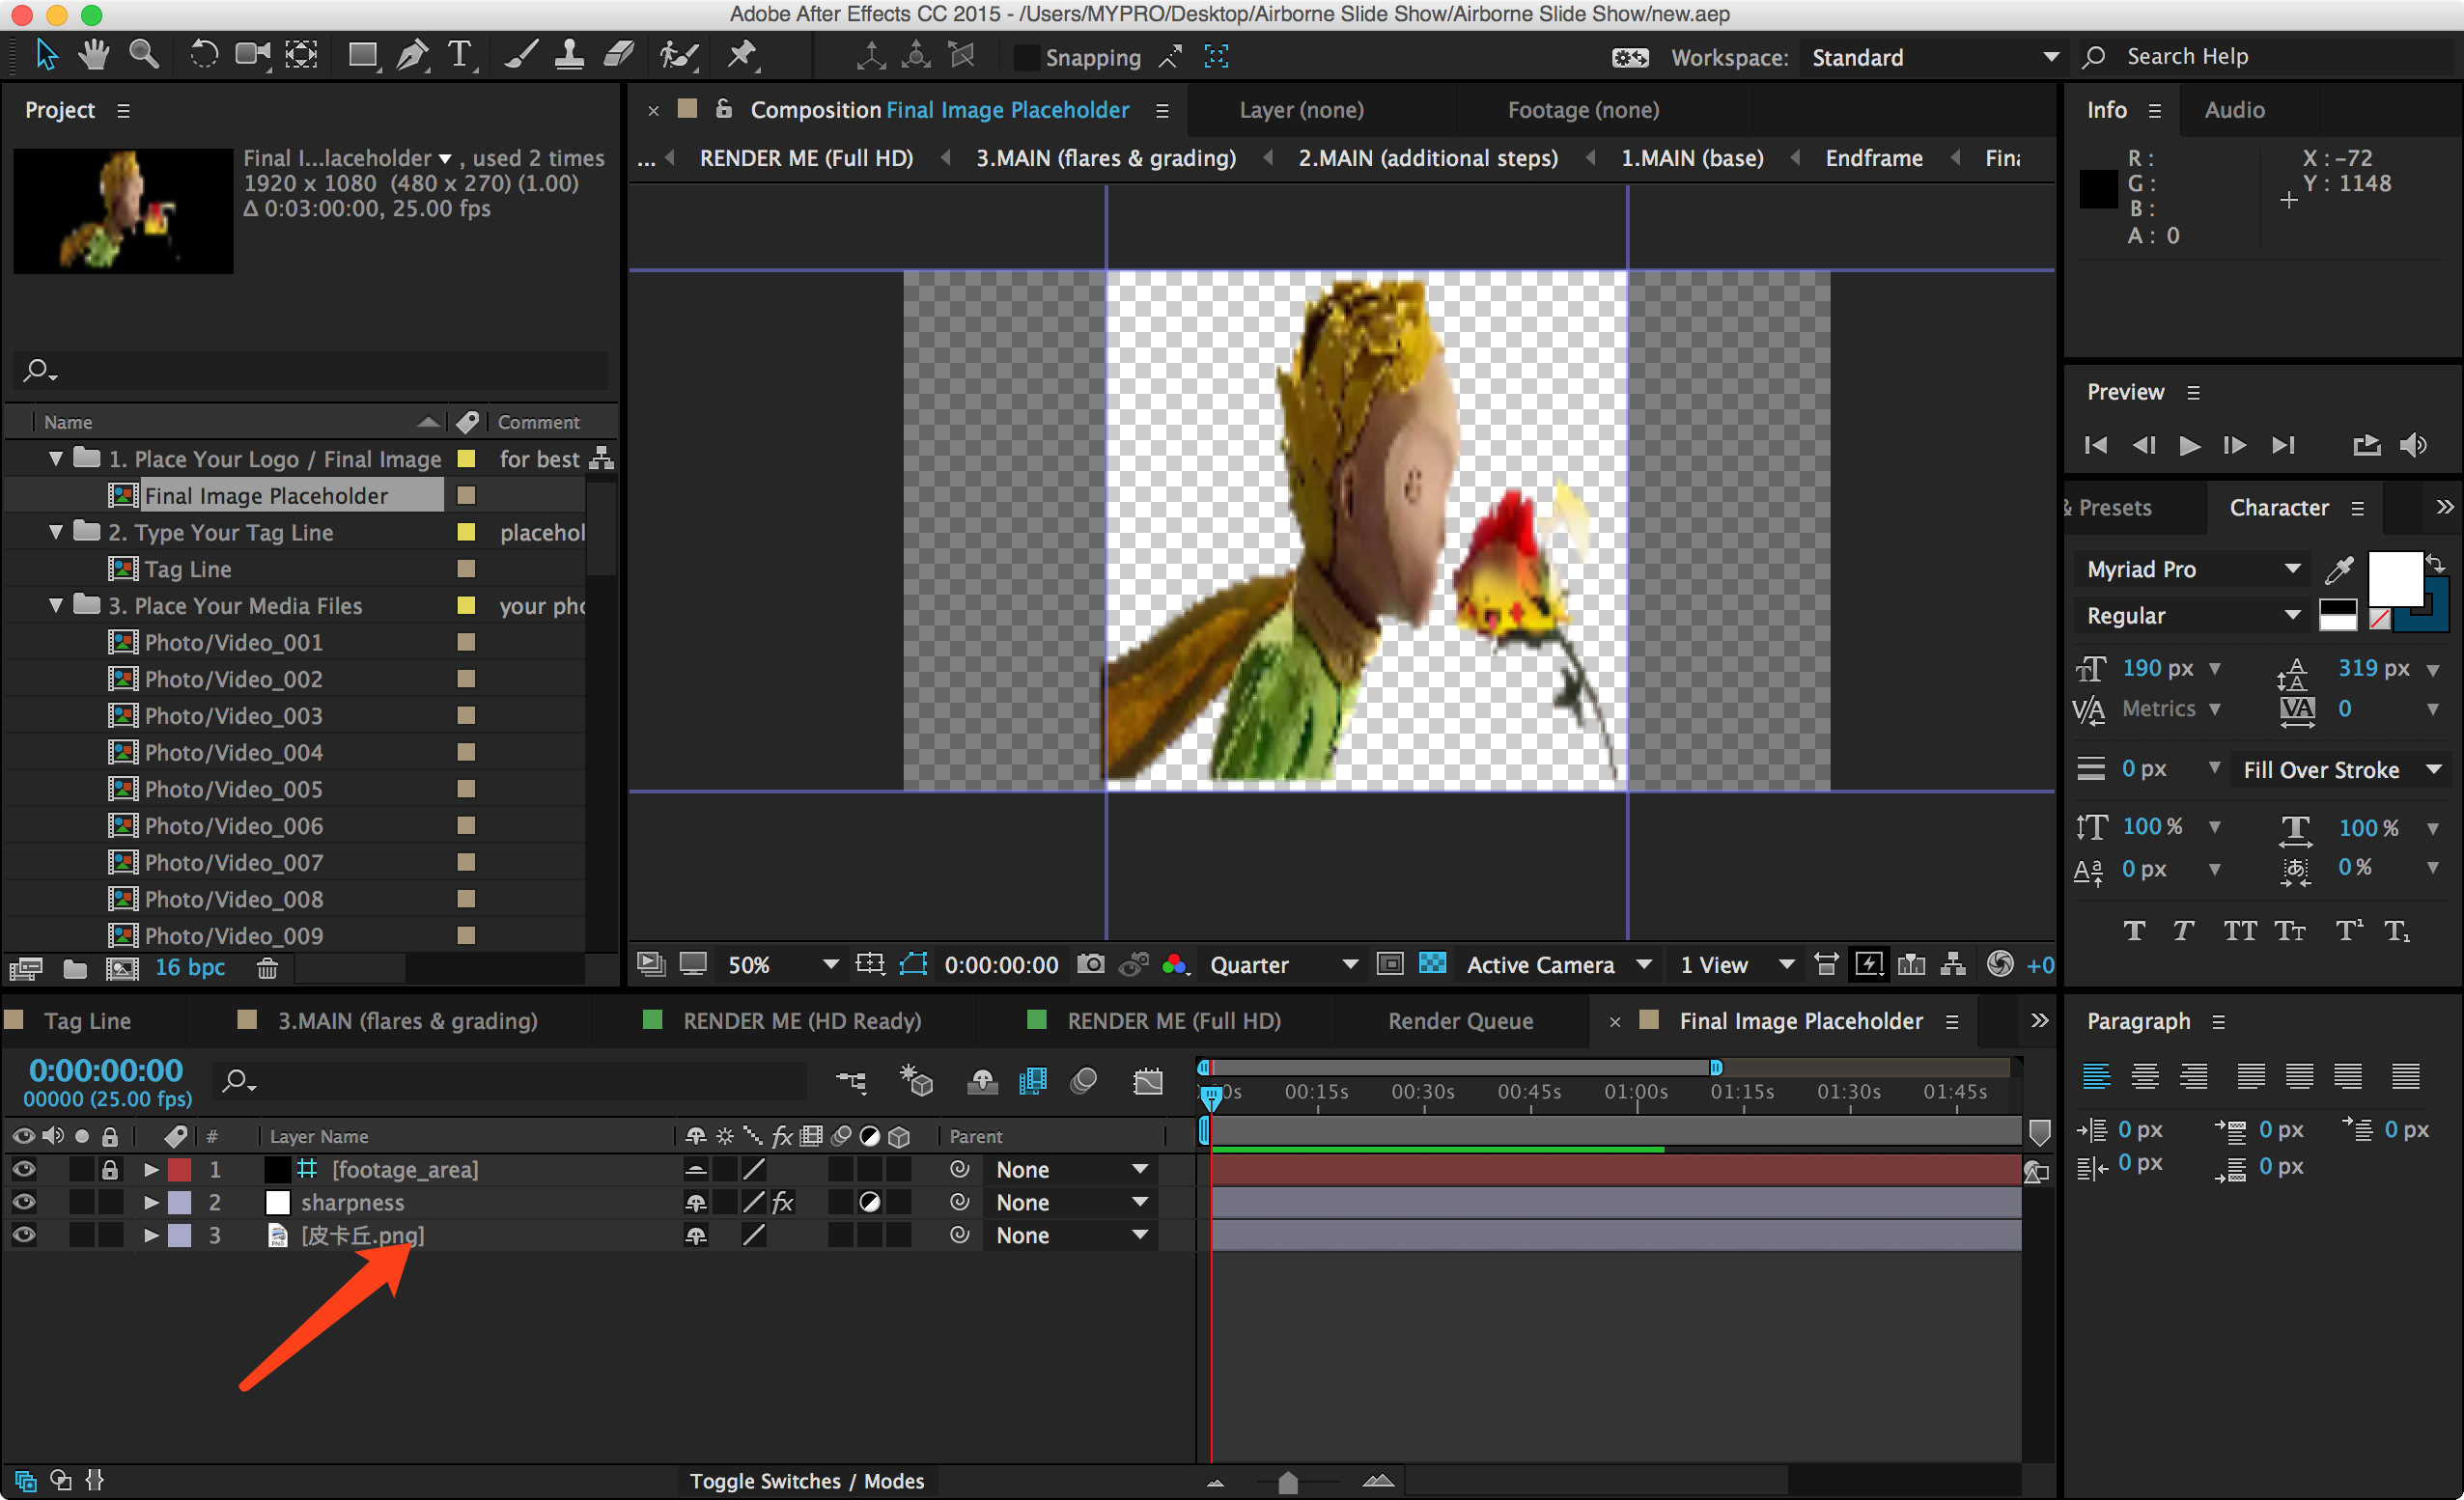 Adobe After Effects CC 2015 - /Users/MYPRO/Desktop/Airborne Slide Show/Airborne Slide Show/new.aep
Snapping
Workspace: Standard
Search Help
Project
Final I...laceholder , used 2 times
1920 x 1080 (480 x 270) (1.00)
Δ 0:03:00:00, 25.00 fps
Name Comment
1. Place Your Logo / Final Image for best
Final Image Placeholder
2. Type Your Tag Line placehol
Tag Line
3. Place Your Media Files your pho
Photo/Video_001
Photo/Video_002
Photo/Video_003
Photo/Video_004
Photo/Video_005
Photo/Video_006
Photo/Video_007
Photo/Video_008
Photo/Video_009
16 bpc
Composition Final Image Placeholder
Layer (none)
Footage (none)
... RENDER ME (Full HD) 3.MAIN (flares & grading) 2.MAIN (additional steps) 1.MAIN (base) Endframe Fina
50% 0:00:00:00 Quarter Active Camera 1 View +0
Info Audio
R : X : -72
G : Y : 1148
B :
A : 0
Preview
& Presets Character
Myriad Pro
Regular
190 px 319 px
Metrics 0
0 px Fill Over Stroke
100 % 100 %
0 px 0 %
T T TT Tt T¹ T₁
Tag Line 3.MAIN (flares & grading) RENDER ME (HD Ready) RENDER ME (Full HD) Render Queue Final Image Placeholder
0:00:00:00
00000 (25.00 fps)
00:15s 00:30s 00:45s 01:00s 01:15s 01:30s 01:45s
# Layer Name Parent
1 [footage_area] None
2 sharpness fx None
3 [皮卡丘.png] None
Toggle Switches / Modes
Paragraph
0 px 0 px 0 px
0 px 0 px